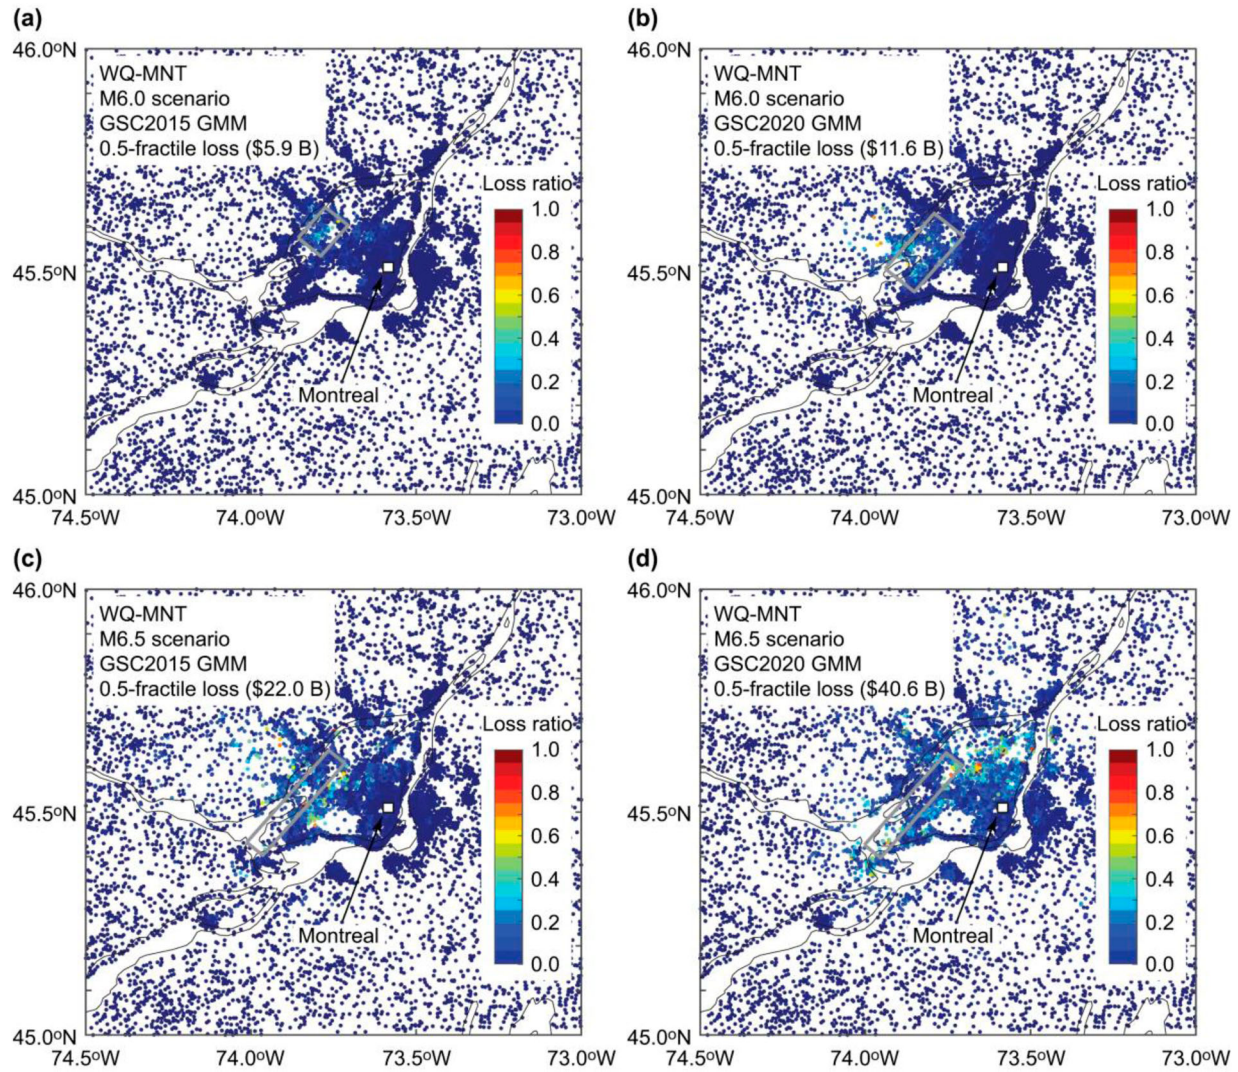 (a)
46.0°N
WQ-MNT
M6.0 scenario
GSC2015 GMM
0.5-fractile loss ($5.9 B)
Loss ratio
1.0
0.8
0.6
0.4
0.2
0.0
45.5°N
Montreal
45.0°N
74.5°W
74.0°W
73.5°W
73.0°W
(b)
46.0°N
WQ-MNT
M6.0 scenario
GSC2020 GMM
0.5-fractile loss ($11.6 B)
Loss ratio
1.0
0.8
0.6
0.4
0.2
0.0
45.5°N
Montreal
45.0°N
74.5°W
74.0°W
73.5°W
73.0°W
(c)
46.0°N
WQ-MNT
M6.5 scenario
GSC2015 GMM
0.5-fractile loss ($22.0 B)
Loss ratio
1.0
0.8
0.6
0.4
0.2
0.0
45.5°N
Montreal
45.0°N
74.5°W
74.0°W
73.5°W
73.0°W
(d)
46.0°N
WQ-MNT
M6.5 scenario
GSC2020 GMM
0.5-fractile loss ($40.6 B)
Loss ratio
1.0
0.8
0.6
0.4
0.2
0.0
45.5°N
Montreal
45.0°N
74.5°W
74.0°W
73.5°W
73.0°W